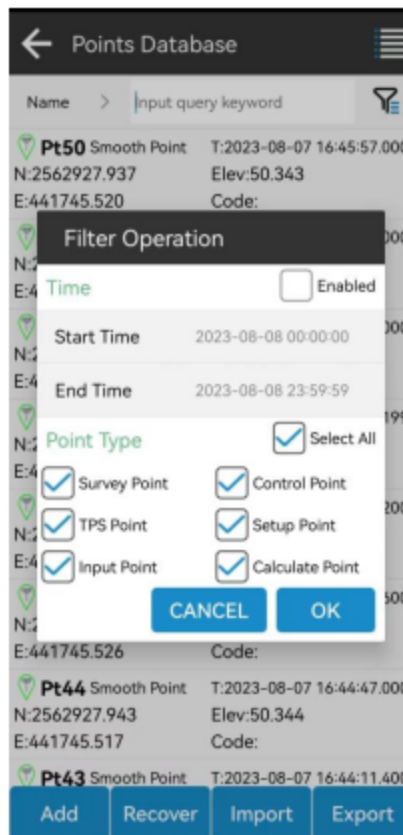 Points Database
Name > Input query keyword
Pt50 Smooth Point T:2023-08-07 16:45:57.000
N:2562927.937 Elev:50.343
E:441745.520 Code:
Filter Operation
Time Enabled
Start Time 2023-08-08 00:00:00
End Time 2023-08-08 23:59:59
Point Type Select All
Survey Point Control Point
TPS Point Setup Point
Input Point Calculate Point
CANCEL OK
E:441745.526 Code:
Pt44 Smooth Point T:2023-08-07 16:44:47.000
N:2562927.943 Elev:50.344
E:441745.517 Code:
Pt43 Smooth Point T:2023-08-07 16:44:11.400
Add Recover Import Export